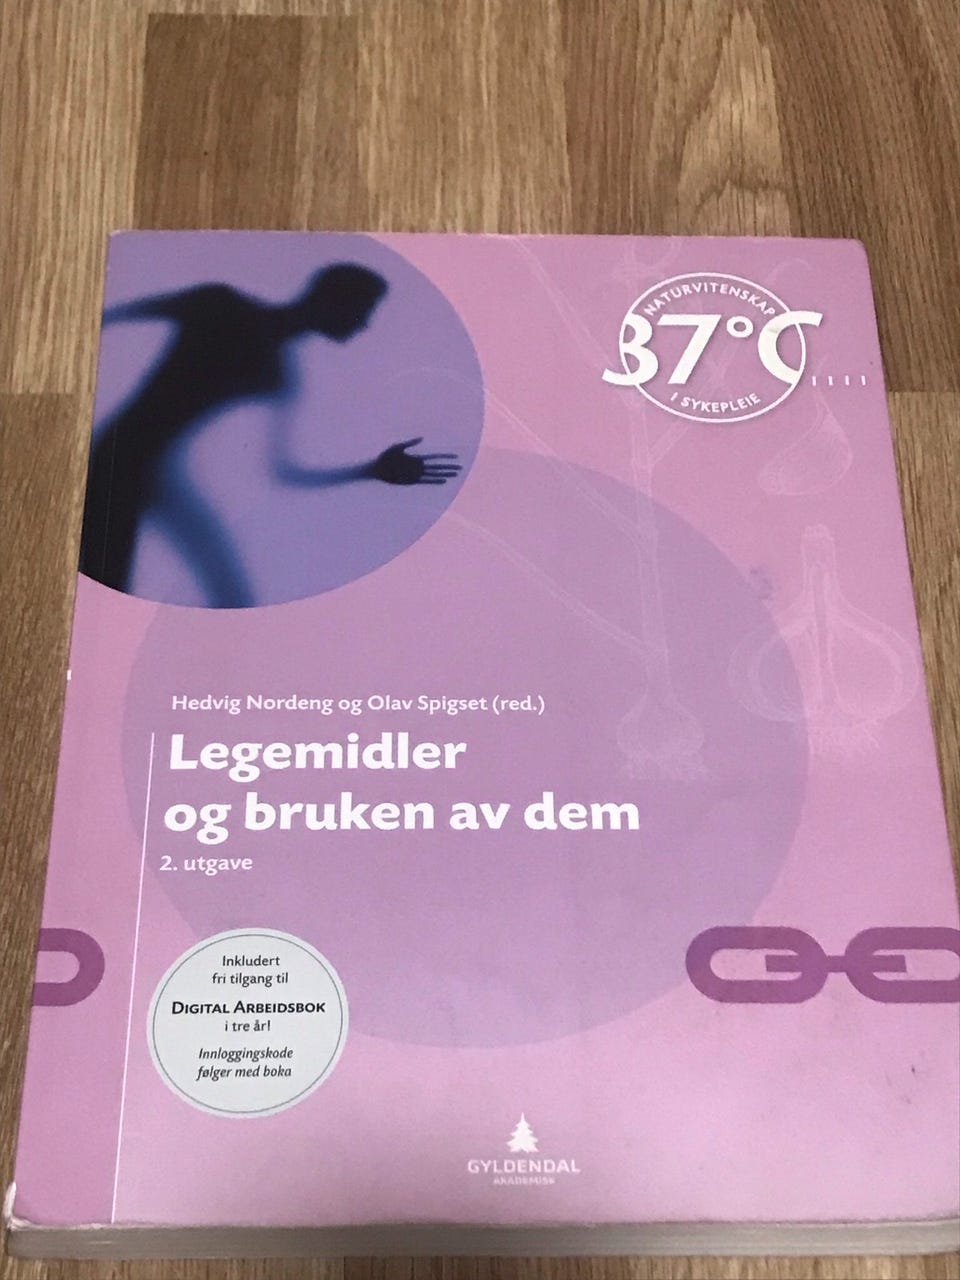 NATURVITENSKAP
37°C
I SYKEPLEIE
Hedvig Nordeng og Olav Spigset (red.)
Legemidler
og bruken av dem
2. utgave
Inkludert
fri tilgang til
DIGITAL ARBEIDSBOK
i tre år!
Innloggingskode
følger med boka
GYLDENDAL
AKADEMISK